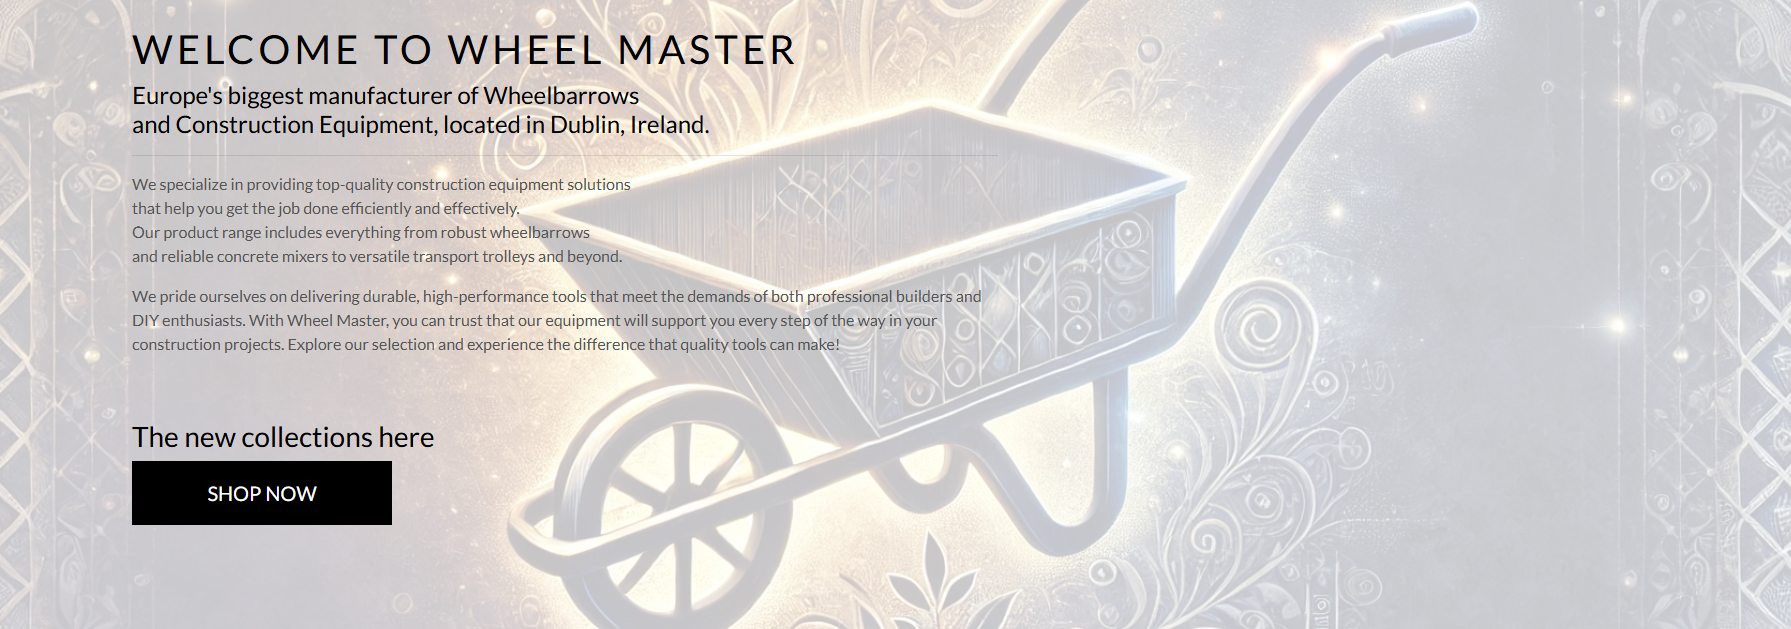 WELCOME TO WHEEL MASTER
Europe's biggest manufacturer of Wheelbarrows
and Construction Equipment, located in Dublin, Ireland.
We specialize in providing top-quality construction equipment solutions
that help you get the job done efficiently and effectively.
Our product range includes everything from robust wheelbarrows
and reliable concrete mixers to versatile transport trolleys and beyond.
We pride ourselves on delivering durable, high-performance tools that meet the demands of both professional builders and
DIY enthusiasts. With Wheel Master, you can trust that our equipment will support you every step of the way in your
construction projects. Explore our selection and experience the difference that quality tools can make!
The new collections here
SHOP NOW